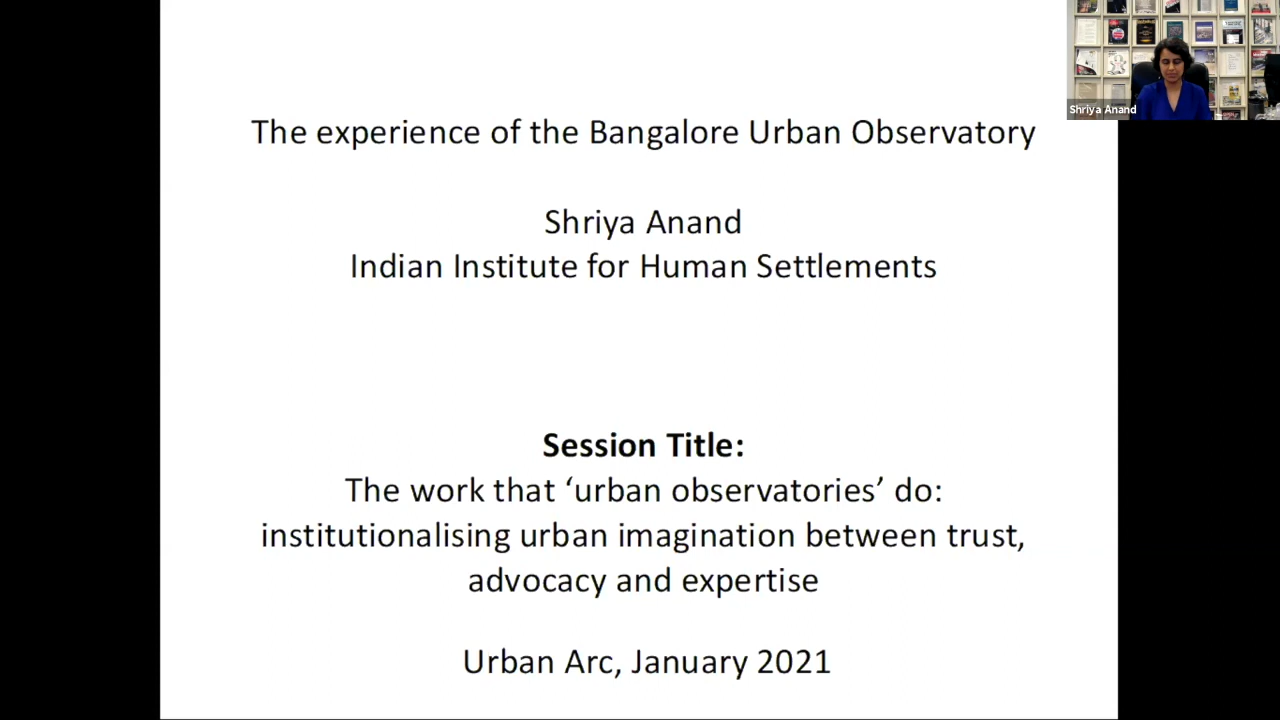 The experience of the Bangalore Urban Observatory
Shriya Anand
Indian Institute for Human Settlements
Session Title:
The work that ‘urban observatories’ do:
institutionalising urban imagination between trust,
advocacy and expertise
Urban Arc, January 2021
Shriya Anand